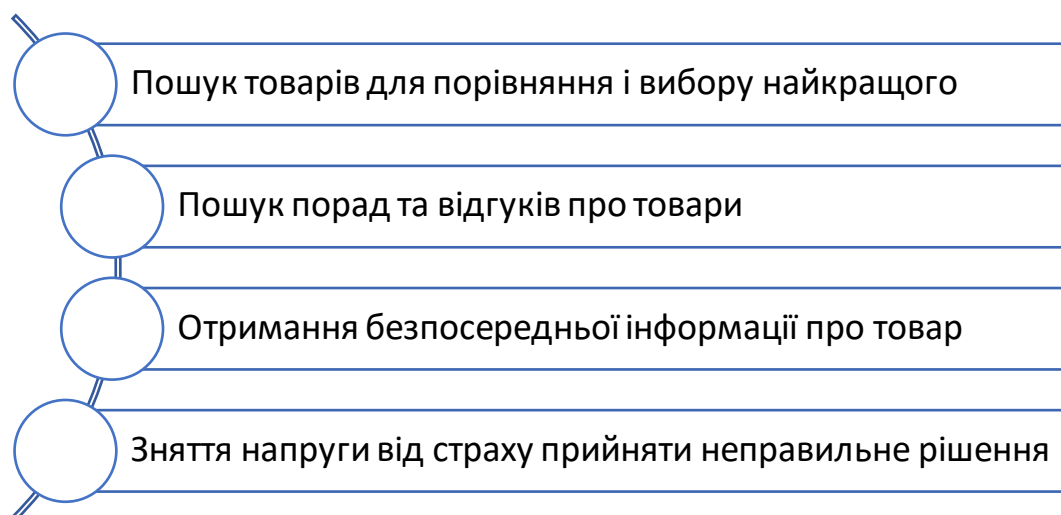 Пошук товарів для порівняння і вибору найкращого
Пошук порад та відгуків про товари
Отримання безпосередньої інформації про товар
Зняття напруги від страху прийняти неправильне рішення